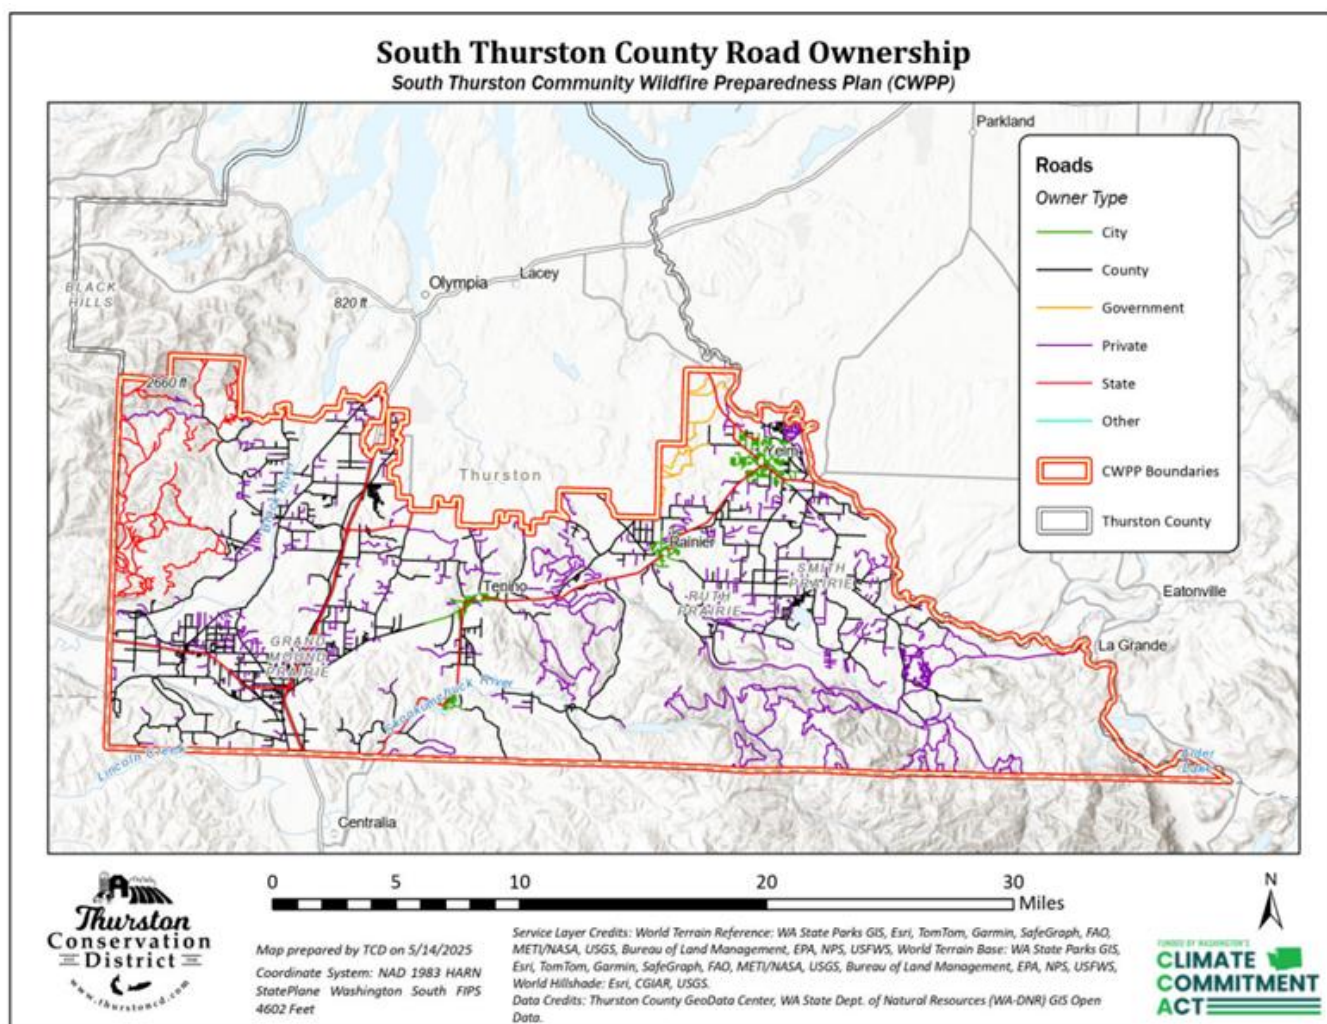 South Thurston County Road Ownership
South Thurston Community Wildfire Preparedness Plan (CWPP)
Parkland
Roads
Owner Type
City
County
Government
Private
State
Other
CWPP Boundaries
Thurston County
Olympia
Lacey
BLACK
HILLS
820 ft
2660 ft
Thurston
Yelm
Rainier
Tenino
SMITH
PRAIRIE
RUTH
PRAIRIE
Eatonville
La Grande
GRAND
MOUND
PRAIRIE
Skookumchuck River
Lincoln Creek
Alder
Lake
Centralia
0 5 10 20 30
Miles
N
Thurston
Conservation
District
www.thurstoncd.com
Map prepared by TCD on 5/14/2025
Coordinate System: NAD 1983 HARN
StatePlane Washington South FIPS
4602 Feet
Service Layer Credits: World Terrain Reference: WA State Parks GIS, Esri, TomTom, Garmin, SafeGraph, FAO,
METI/NASA, USGS, Bureau of Land Management, EPA, NPS, USFWS, World Terrain Base: WA State Parks GIS,
Esri, TomTom, Garmin, SafeGraph, FAO, METI/NASA, USGS, Bureau of Land Management, EPA, NPS, USFWS,
World Hillshade: Esri, CGIAR, USGS.
Data Credits: Thurston County GeoData Center, WA State Dept. of Natural Resources (WA-DNR) GIS Open
Data.
FUNDED BY WASHINGTON'S
CLIMATE
COMMITMENT
ACT